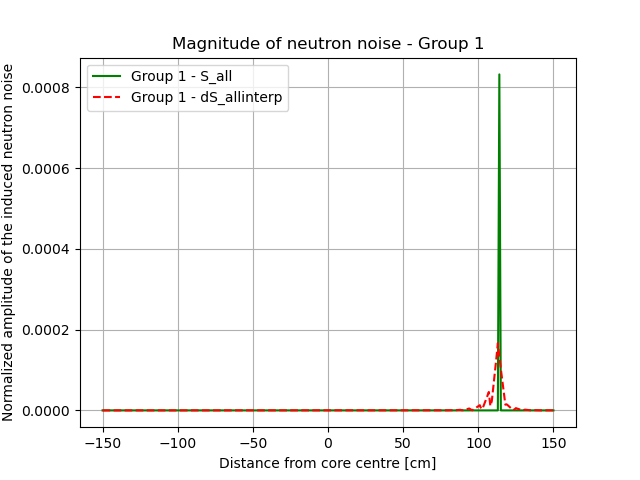 Magnitude of neutron noise - Group 1
Normalized amplitude of the induced neutron noise
Group 1 - S_all
Group 1 - dS_allinterp
0.0008
0.0006
0.0004
0.0002
0.0000
−150
−100
−50
0
50
100
150
Distance from core centre [cm]